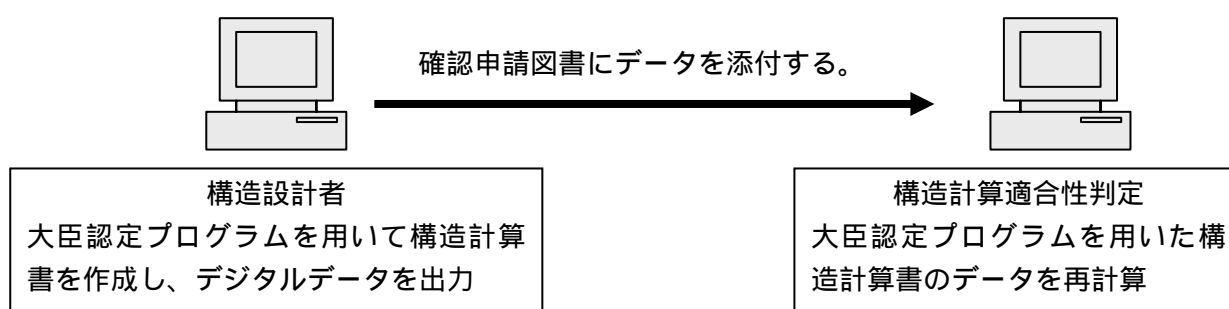 確認申請図書にデータを添付する。
構造設計者
大臣認定プログラムを用いて構造計算
書を作成し、デジタルデータを出力
構造計算適合性判定
大臣認定プログラムを用いた構
造計算書のデータを再計算